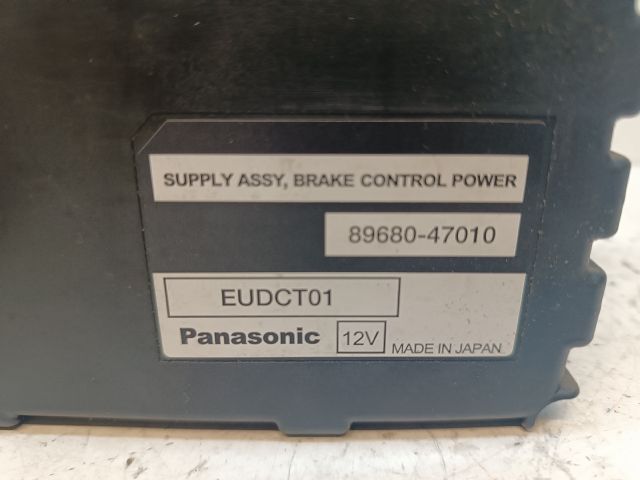 SUPPLY ASSY, BRAKE CONTROL POWER
89680-47010
EUDCT01
Panasonic 12V MADE IN JAPAN